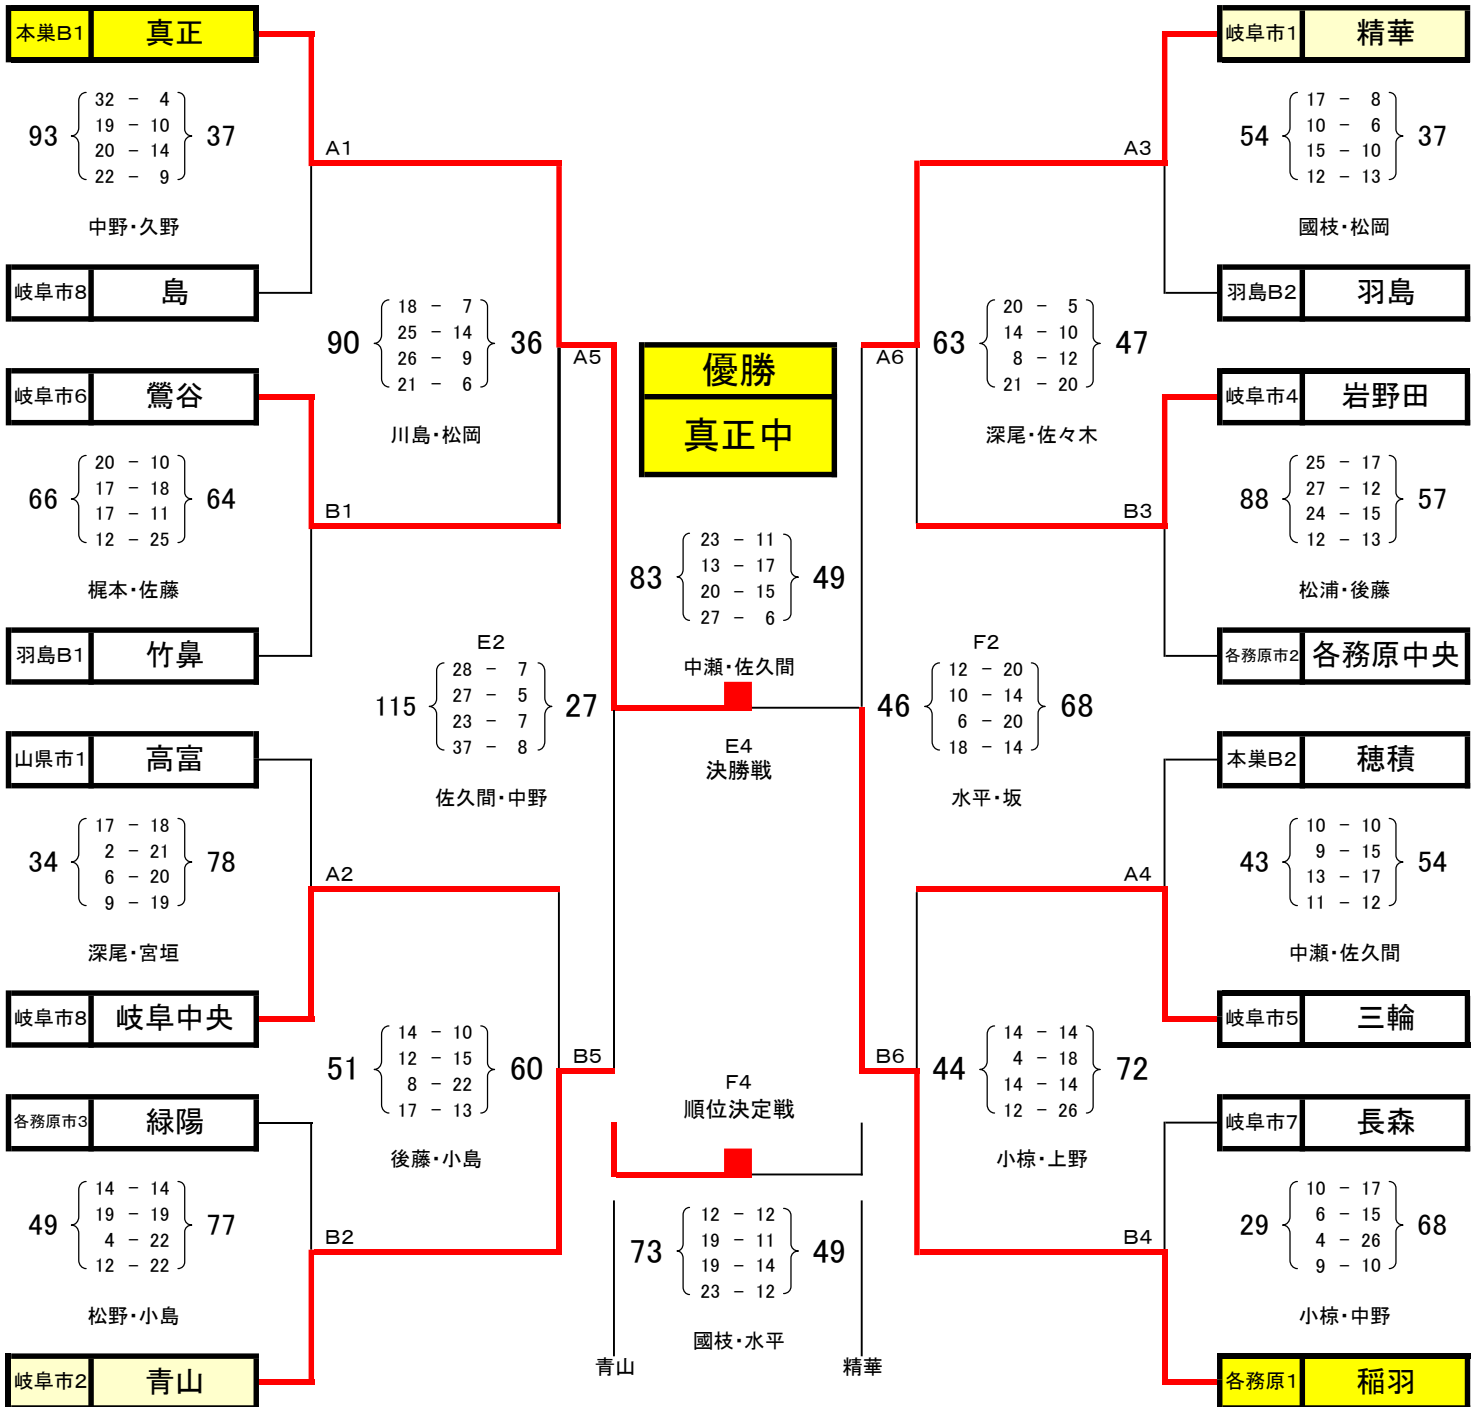 本巣B1 真正
93 37
32 - 4
19 - 10
20 - 14
22 - 9
中野・久野
A1
岐阜市8 島
90 36
18 - 7
25 - 14
26 - 9
21 - 6
川島・松岡
A5
岐阜市6 鶯谷
66 64
20 - 10
17 - 18
17 - 11
12 - 25
梶本・佐藤
B1
羽島B1 竹鼻
E2
115 27
28 - 7
27 - 5
23 - 7
37 - 8
佐久間・中野
山県市1 高富
34 78
17 - 18
2 - 21
6 - 20
9 - 19
深尾・宮垣
A2
岐阜市8 岐阜中央
51 60
14 - 10
12 - 15
8 - 22
17 - 13
後藤・小島
B5
各務原市3 緑陽
49 77
14 - 14
19 - 19
4 - 22
12 - 22
松野・小島
B2
岐阜市2 青山
優勝
真正中
83 49
23 - 11
13 - 17
20 - 15
27 - 6
中瀬・佐久間
E4
決勝戦
F4
順位決定戦
73 49
12 - 12
19 - 11
19 - 14
23 - 12
國枝・水平
青山 精華
岐阜市1 精華
54 37
17 - 8
10 - 6
15 - 10
12 - 13
國枝・松岡
A3
羽島B2 羽島
A6
63 47
20 - 5
14 - 10
8 - 12
21 - 20
深尾・佐々木
岐阜市4 岩野田
88 57
25 - 17
27 - 12
24 - 15
12 - 13
松浦・後藤
B3
各務原市2 各務原中央
F2
46 68
12 - 20
10 - 14
6 - 20
18 - 14
水平・坂
本巣B2 穂積
43 54
10 - 10
9 - 15
13 - 17
11 - 12
中瀬・佐久間
A4
岐阜市5 三輪
B6
44 72
14 - 14
4 - 18
14 - 14
12 - 26
小椋・上野
岐阜市7 長森
29 68
10 - 17
6 - 15
4 - 26
9 - 10
小椋・中野
B4
各務原1 稲羽